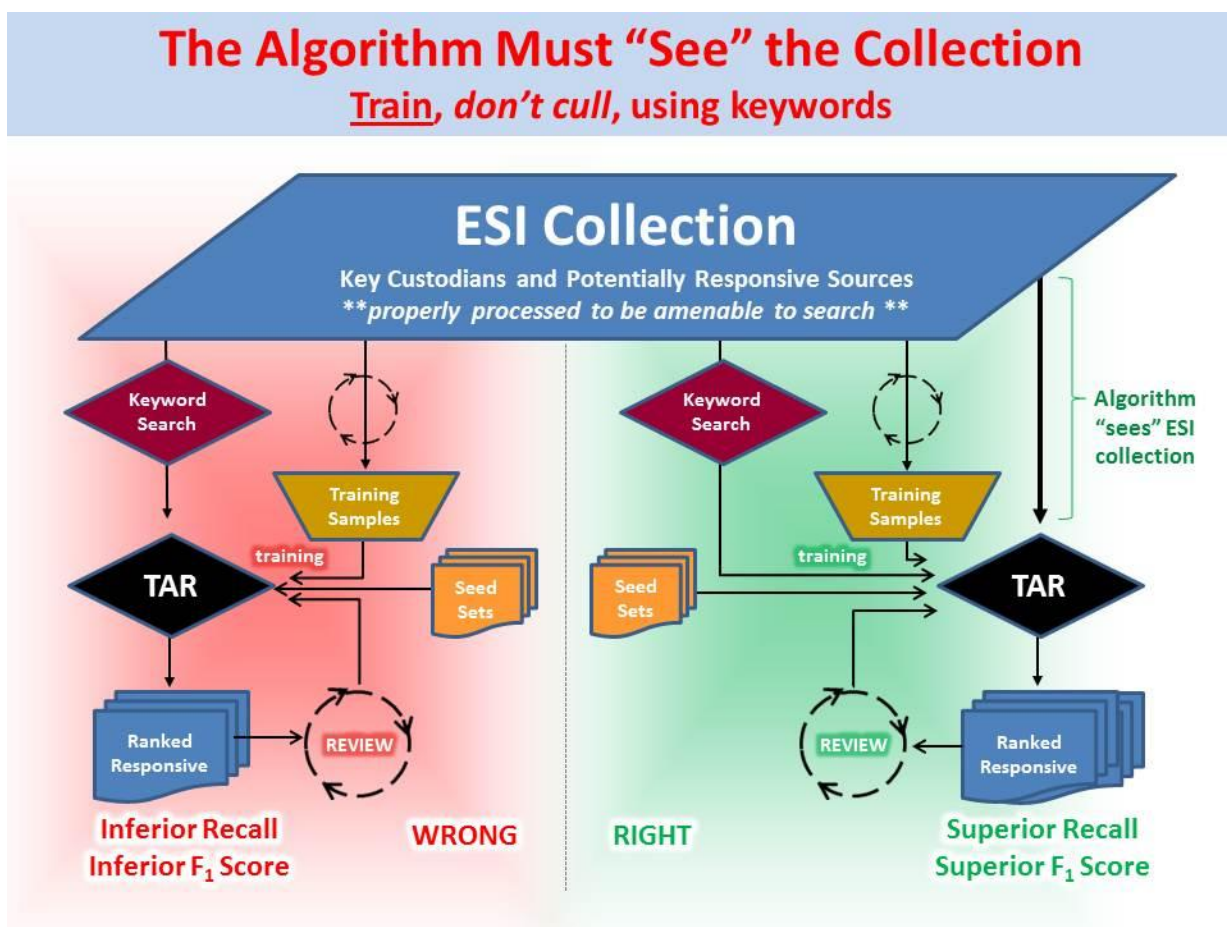 The Algorithm Must “See” the Collection
Train, don’t cull, using keywords
ESI Collection
Key Custodians and Potentially Responsive Sources
**properly processed to be amenable to search **
Keyword
Search
Training
Samples
training
TAR
Seed
Sets
Ranked
Responsive
REVIEW
Inferior Recall
Inferior F1 Score
WRONG
Keyword
Search
Training
Samples
Algorithm
“sees” ESI
collection
training
Seed
Sets
TAR
REVIEW
Ranked
Responsive
RIGHT
Superior Recall
Superior F1 Score